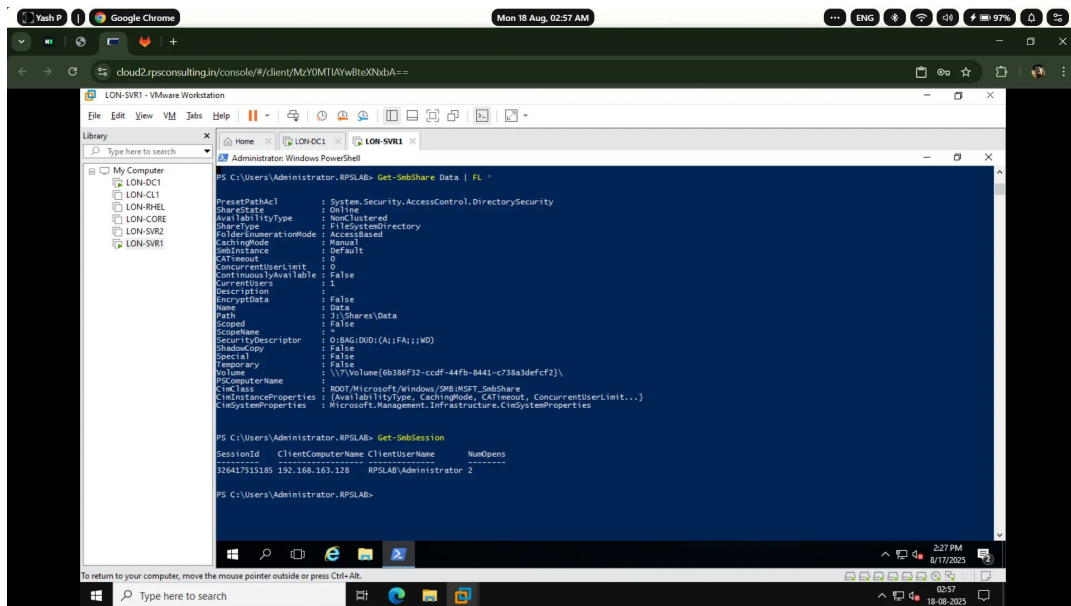 Yash P
Google Chrome
Mon 18 Aug, 02:57 AM
ENG
97%
cloud2.rpsconsulting.in/console/#/client/MzY0MTIAYwBteXNxbA==
LON-SVR1 - VMware Workstation
File Edit View VM Tabs Help
Library
Type here to search
My Computer
LON-DC1
LON-CL1
LON-RHEL
LON-CORE
LON-SVR2
LON-SVR1
Home
LON-DC1
LON-SVR1
Administrator: Windows PowerShell
PS C:\Users\Administrator.RPSLAB> Get-SmbShare Data | FL *
PresetPathAcl : System.Security.AccessControl.DirectorySecurity
ShareState : Online
AvailabilityType : NonClustered
ShareType : FileSystemDirectory
FolderEnumerationMode : AccessBased
CachingMode : Manual
SmbInstance : Default
CATimeout : 0
ConcurrentUserLimit : 0
ContinuouslyAvailable : False
CurrentUsers : 1
Description :
EncryptData : False
Name : Data
Path : J:\Shares\Data
Scoped : False
ScopeName : *
SecurityDescriptor : O:BAG:DUD:(A;;FA;;;WD)
ShadowCopy : False
Special : False
Temporary : False
Volume : \\?\Volume{6b386f32-ccdf-44fb-8441-c738a3defcf2}\
PSComputerName :
CimClass : ROOT/Microsoft/Windows/SMB:MSFT_SmbShare
CimInstanceProperties : {AvailabilityType, CachingMode, CATimeout, ConcurrentUserLimit...}
CimSystemProperties : Microsoft.Management.Infrastructure.CimSystemProperties
PS C:\Users\Administrator.RPSLAB> Get-SmbSession
SessionId ClientComputerName ClientUserName NumOpens
--------- ------------------ -------------- --------
326417515185 192.168.163.128 RPSLAB\Administrator 2
PS C:\Users\Administrator.RPSLAB>
2:27 PM
8/17/2025
2
To return to your computer, move the mouse pointer outside or press Ctrl+Alt.
Type here to search
02:57
18-08-2025